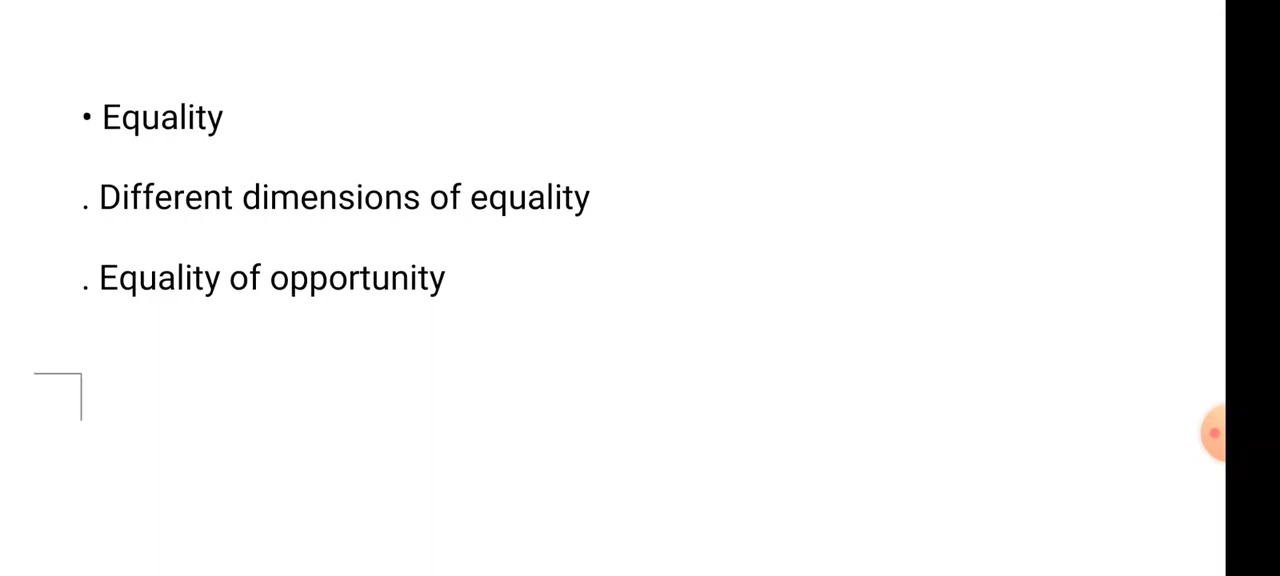 • Equality
. Different dimensions of equality
. Equality of opportunity